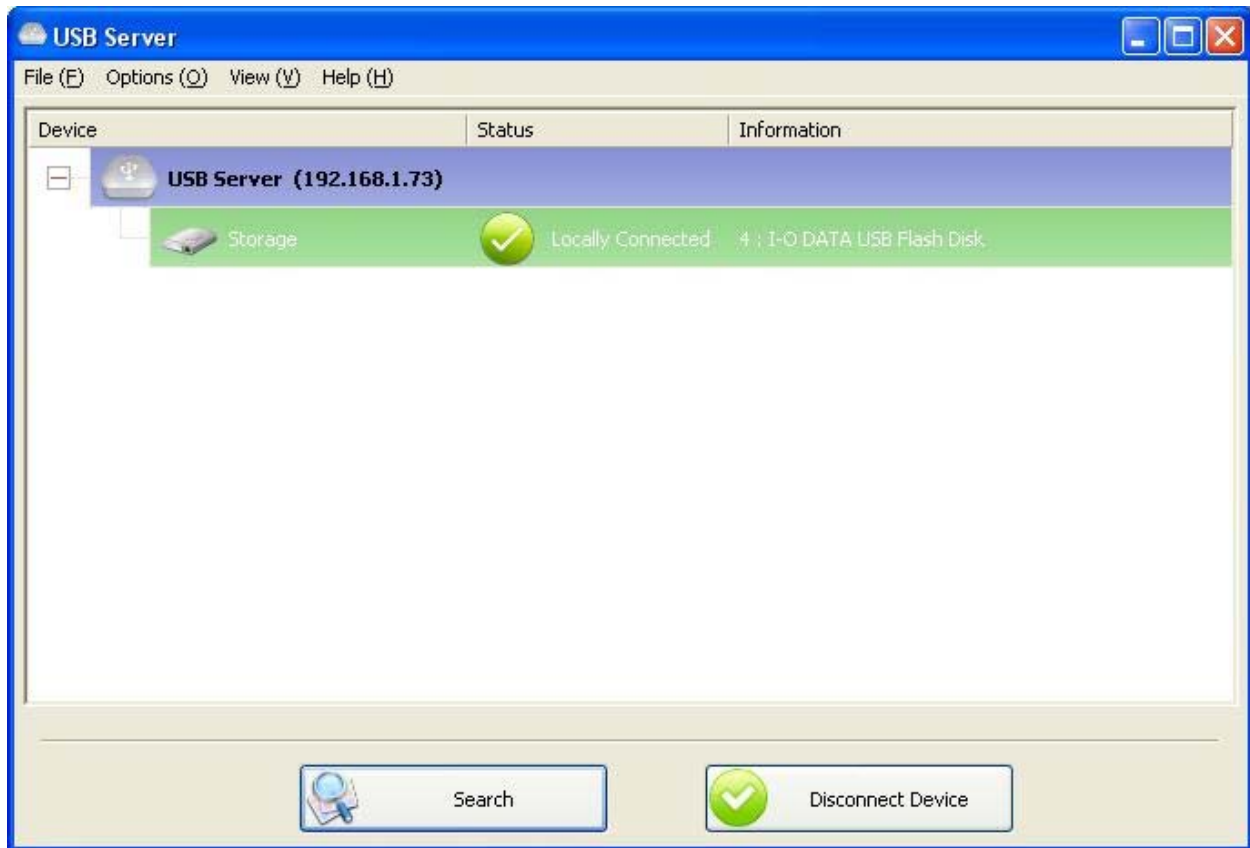 USB Server
File (F) Options (O) View (V) Help (H)
Device Status Information
USB Server (192.168.1.73)
Storage Locally Connected 4 : I-O DATA USB Flash Disk
Search Disconnect Device